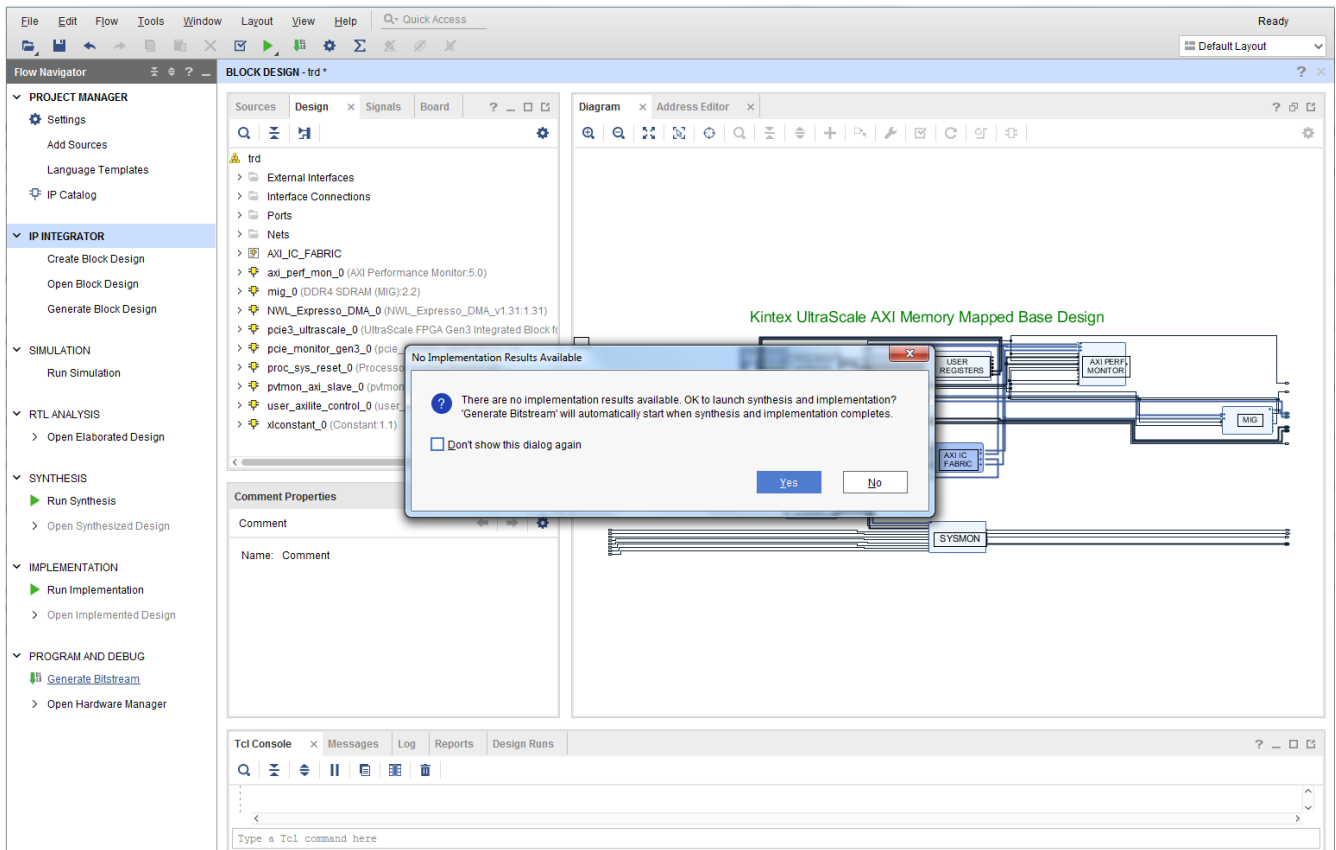 File Edit Flow Tools Window Layout View Help Quick Access Ready
Default Layout
Flow Navigator ? BLOCK DESIGN - trd * ?
PROJECT MANAGER
Settings
Add Sources
Language Templates
IP Catalog
IP INTEGRATOR
Create Block Design
Open Block Design
Generate Block Design
SIMULATION
Run Simulation
RTL ANALYSIS
Open Elaborated Design
SYNTHESIS
Run Synthesis
Open Synthesized Design
IMPLEMENTATION
Run Implementation
Open Implemented Design
PROGRAM AND DEBUG
Generate Bitstream
Open Hardware Manager
Sources Design Signals Board ?
trd
External Interfaces
Interface Connections
Ports
Nets
AXI_IC_FABRIC
axi_perf_mon_0 (AXI Performance Monitor:5.0)
mig_0 (DDR4 SDRAM (MIG):2.2)
NWL_Expresso_DMA_0 (NWL_Expresso_DMA_v1.31:1.31)
pcie3_ultrascale_0 (UltraScale FPGA Gen3 Integrated Block fo
pcie_monitor_gen3_0 (pcie_
proc_sys_reset_0 (Processo
pvtmon_axi_slave_0 (pvtmon
user_axilite_control_0 (user_
xlconstant_0 (Constant:1.1)
Comment Properties
Comment
Name: Comment
Diagram Address Editor ?
Kintex UltraScale AXI Memory Mapped Base Design
USER
REGISTERS
AXI PERF
MONITOR
MIG
AXI IC
FABRIC
SYSMON
No Implementation Results Available
There are no implementation results available. OK to launch synthesis and implementation?
'Generate Bitstream' will automatically start when synthesis and implementation completes.
Don't show this dialog again
Yes No
Tcl Console Messages Log Reports Design Runs ?
Type a Tcl command here